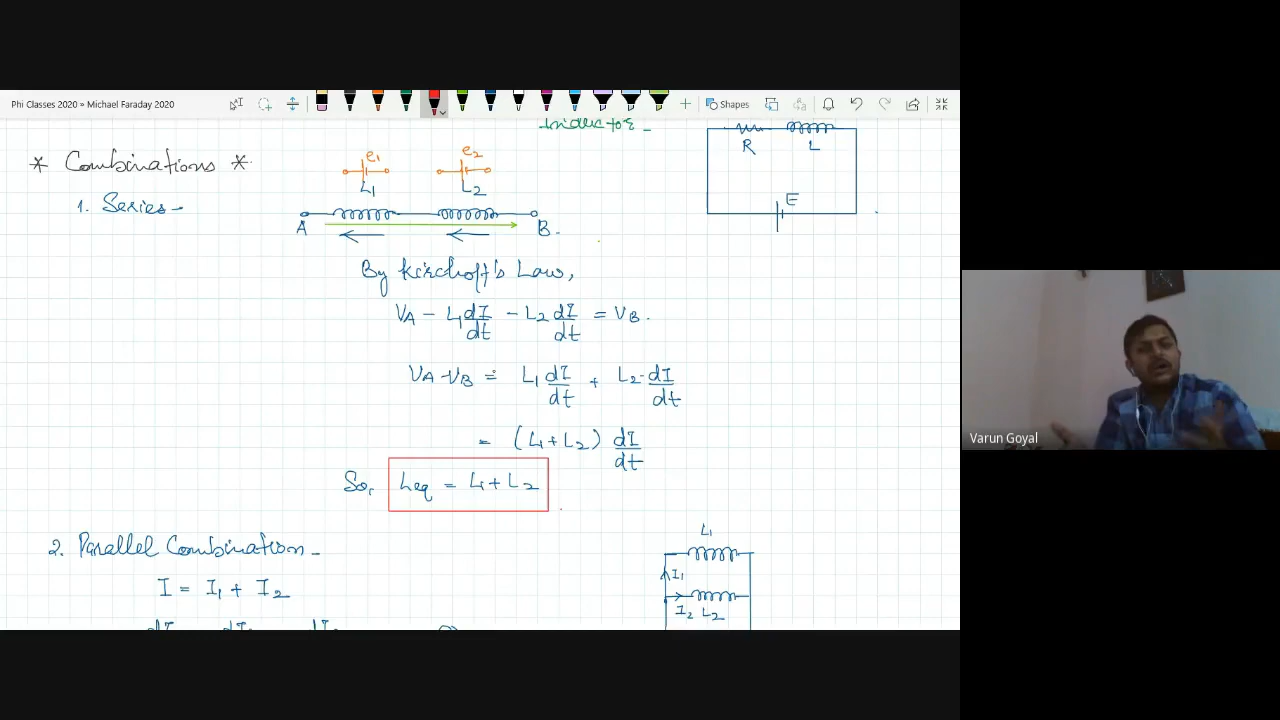 Phi Classes 2020 » Michael Faraday 2020
Shapes
Inductor -
R L
E
* Combinations *
e1 e2
L1 L2
1. Series -
A B.
By Kirchoff's Law,
VA - L1 dI/dt - L2 dI/dt = VB.
VA - VB = L1 dI/dt + L2 dI/dt
= (L1 + L2) dI/dt
So, Leq = L1 + L2
2. Parallel Combination -
I = I1 + I2
L1
I1
I2 L2
Varun Goyal